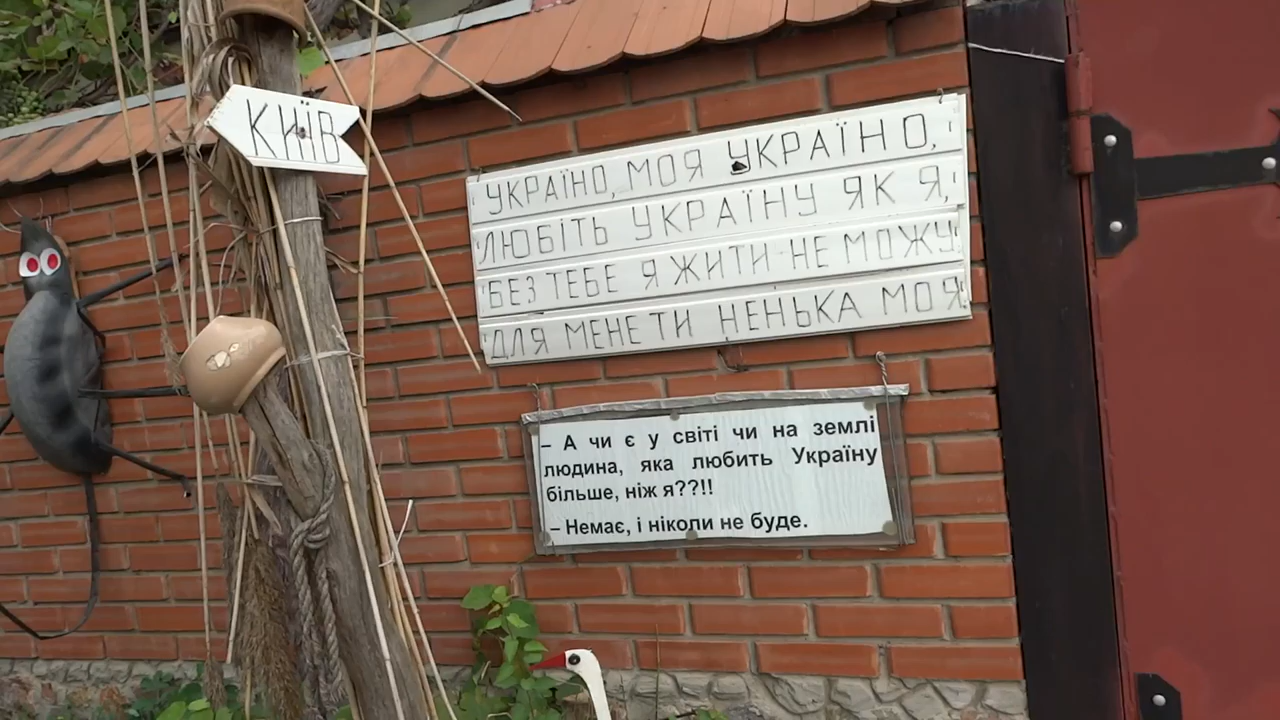 КИЇВ
УКРАЇНО, МОЯ УКРАЇНО,
ЛЮБІТЬ УКРАЇНУ ЯК Я,
БЕЗ ТЕБЕ Я ЖИТИ НЕ МОЖУ
ДЛЯ МЕНЕ ТИ НЕНЬКА МОЯ
– А чи є у світі чи на землі
людина, яка любить Україну
більше, ніж я??!!
– Немає, і ніколи не буде.